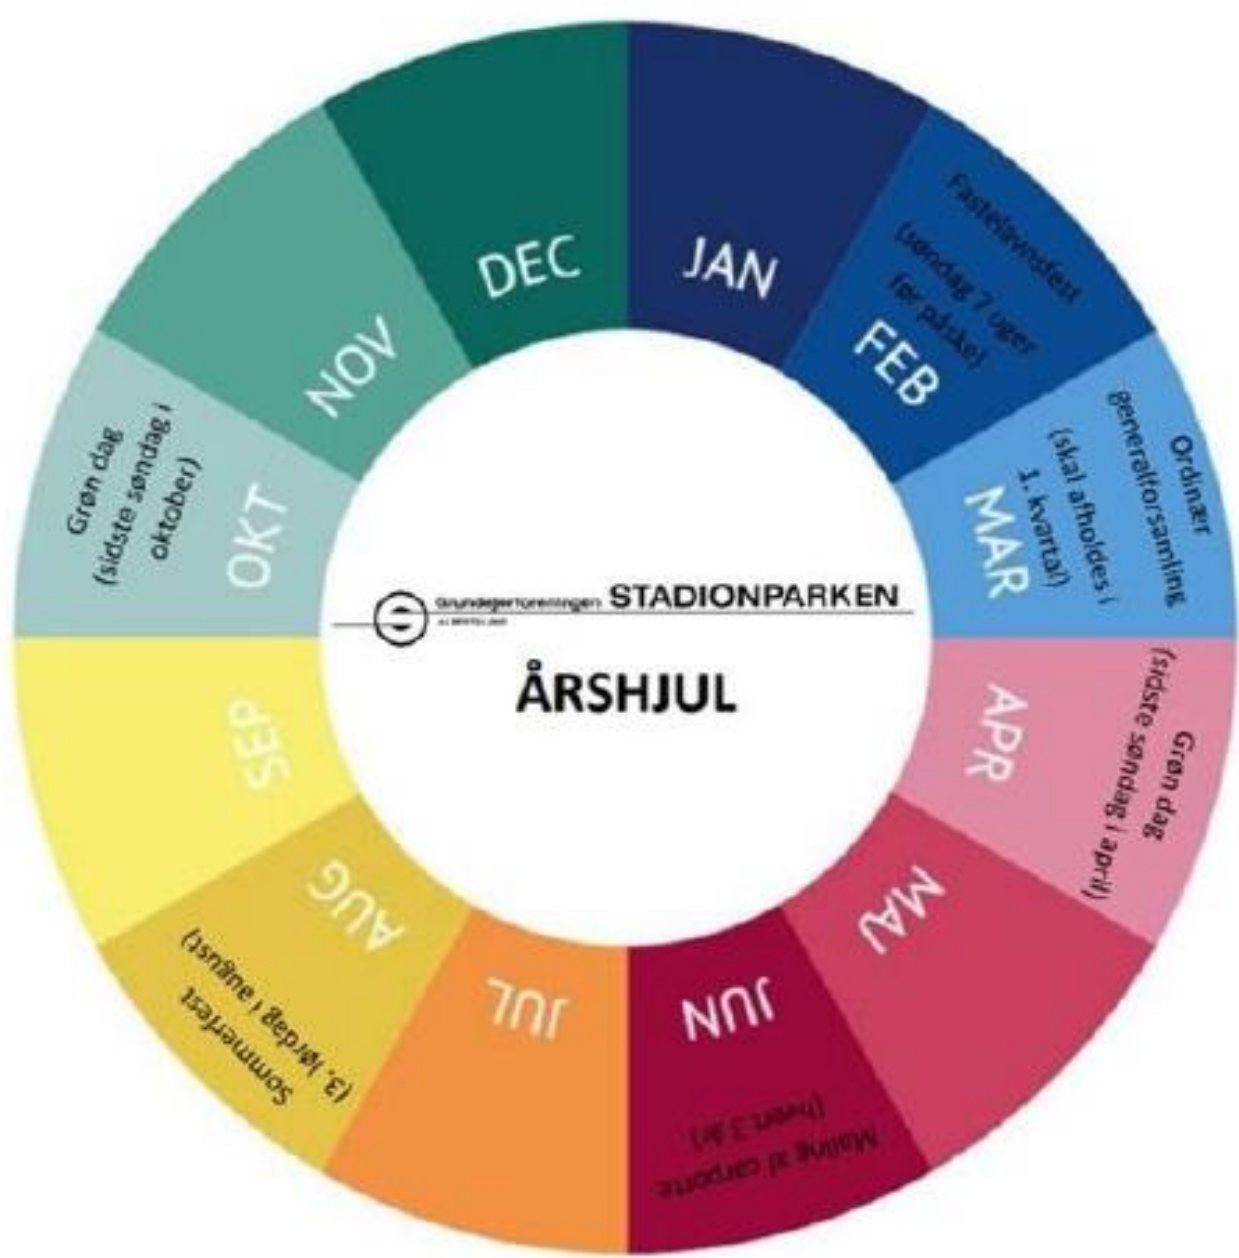 JAN
Fastelavnsfest
(søndag 7 uger
før påske)
FEB
Ordinær
generalforsamling
(skal afholdes i
1. kvartal)
MAR
Grøn dag
(sidste søndag i april)
APR
MAJ
JUN
Maling af carporte
(hvert 3 år)
JUL
AUG
Sommerfest
(3. lørdag i august)
SEP
Grøn dag
(sidste søndag i
oktober)
OKT
NOV
DEC
Grundejerforeningen STADIONPARKEN
ÅRSHJUL